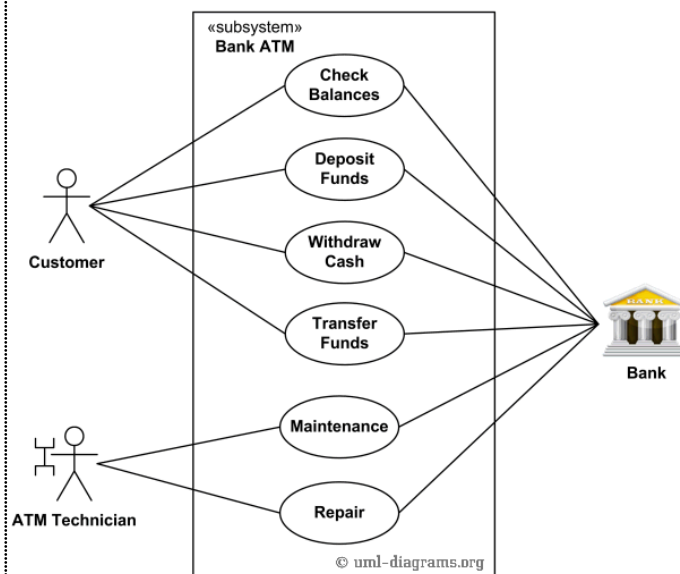 «subsystem»
Bank ATM
Check
Balances
Deposit
Funds
Customer
Withdraw
Cash
BANK
Transfer
Funds
Bank
Maintenance
ATM Technician
Repair
© uml-diagrams.org